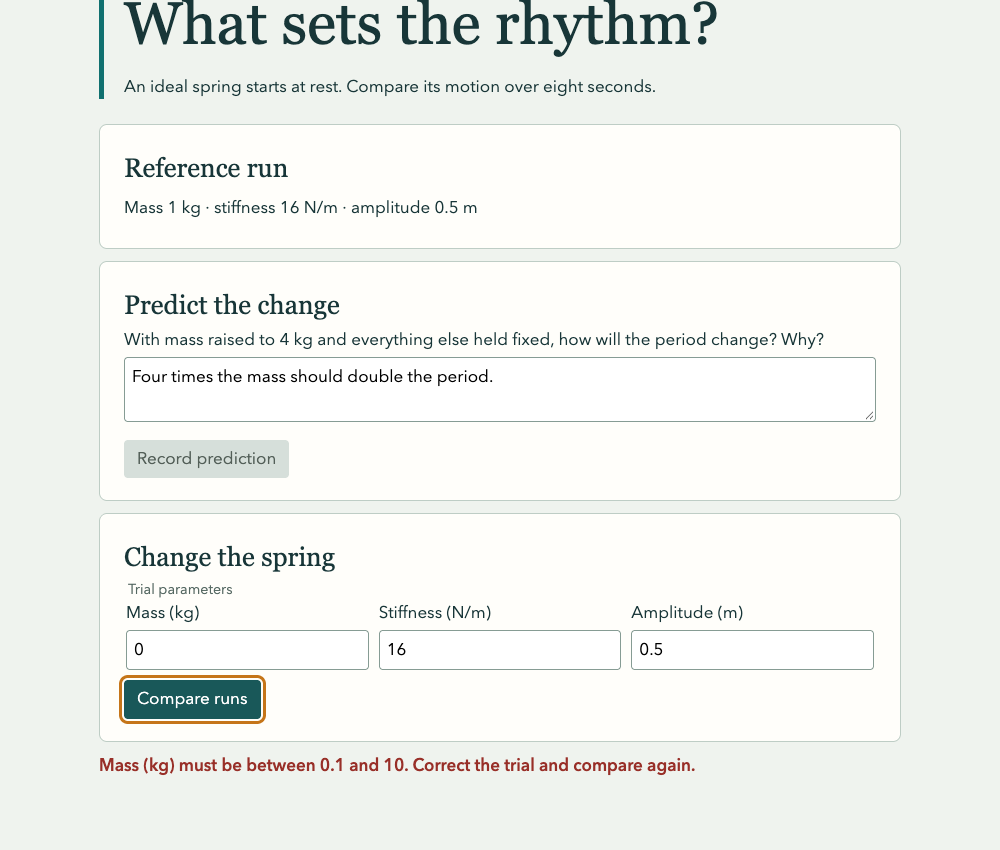 What sets the rhythm?
An ideal spring starts at rest. Compare its motion over eight seconds.
Reference run
Mass 1 kg · stiffness 16 N/m · amplitude 0.5 m
Predict the change
With mass raised to 4 kg and everything else held fixed, how will the period change? Why?
Four times the mass should double the period.
Record prediction
Change the spring
Trial parameters
Mass (kg) Stiffness (N/m) Amplitude (m)
0 16 0.5
Compare runs
Mass (kg) must be between 0.1 and 10. Correct the trial and compare again.